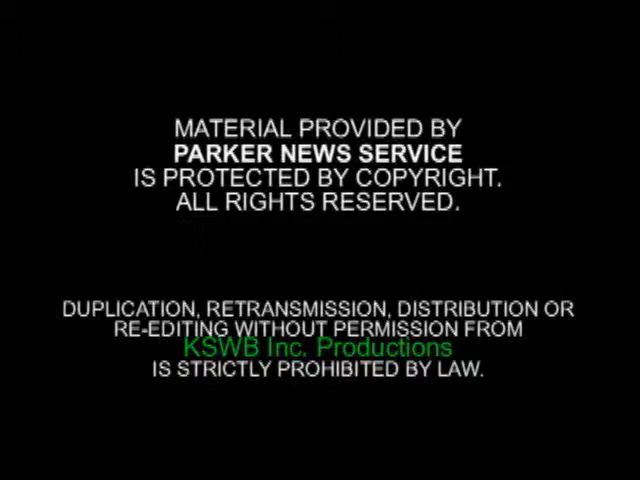 MATERIAL PROVIDED BY
PARKER NEWS SERVICE
IS PROTECTED BY COPYRIGHT.
ALL RIGHTS RESERVED.
DUPLICATION, RETRANSMISSION, DISTRIBUTION OR
RE-EDITING WITHOUT PERMISSION FROM
KSWB Inc. Productions
IS STRICTLY PROHIBITED BY LAW.